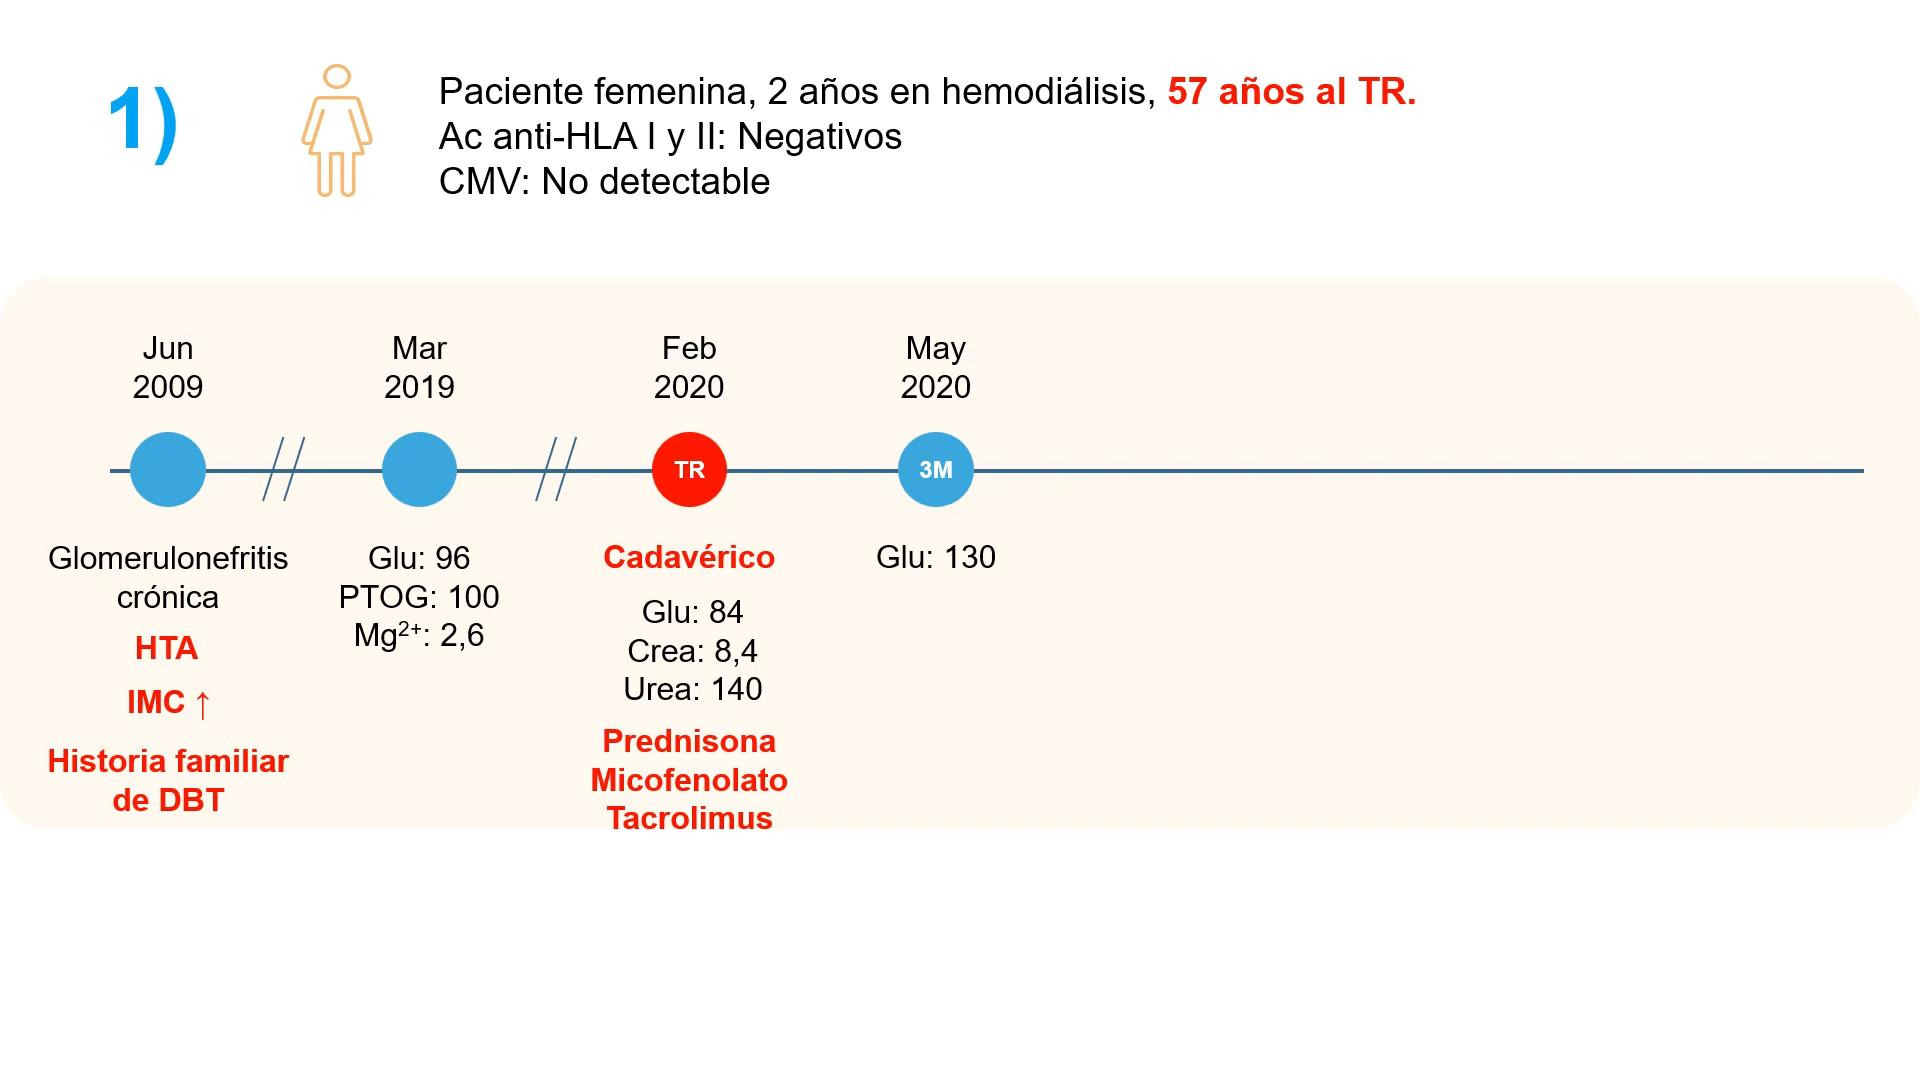 1)
Paciente femenina, 2 años en hemodiálisis, 57 años al TR.
Ac anti-HLA I y II: Negativos
CMV: No detectable
Jun
2009
Glomerulonefritis
crónica
HTA
IMC ↑
Historia familiar
de DBT
Mar
2019
Glu: 96
PTOG: 100
Mg²⁺: 2,6
Feb
2020
TR
Cadavérico
Glu: 84
Crea: 8,4
Urea: 140
Prednisona
Micofenolato
Tacrolimus
May
2020
3M
Glu: 130